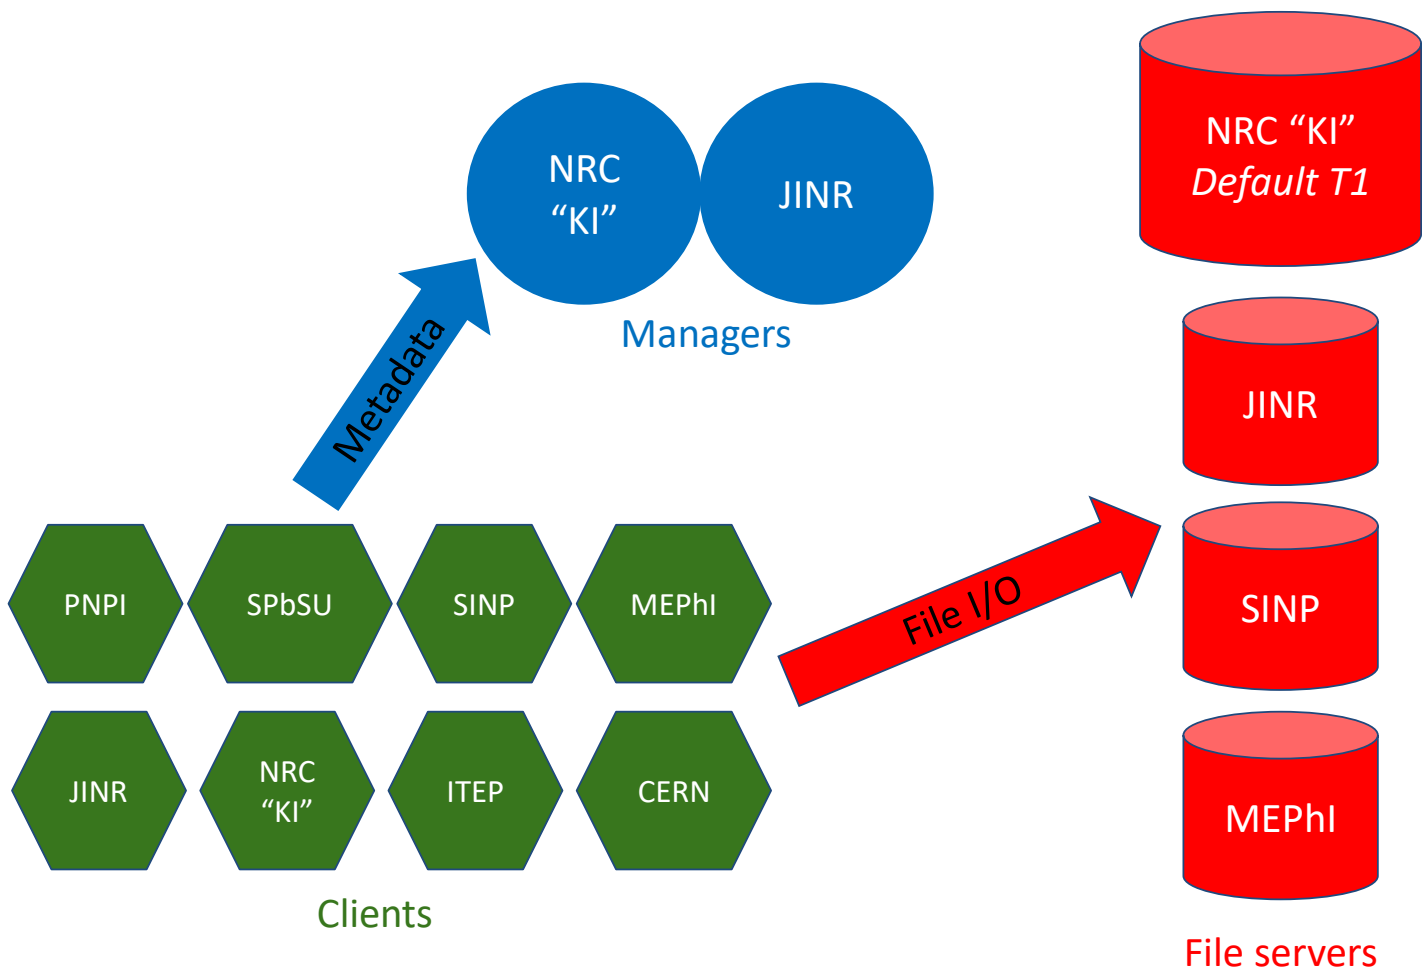 NRC
“KI”
JINR
Managers
Metadata
NRC “KI”
Default T1
JINR
SINP
MEPhI
File servers
File I/O
PNPI
SPbSU
SINP
MEPhI
JINR
NRC
“KI”
ITEP
CERN
Clients